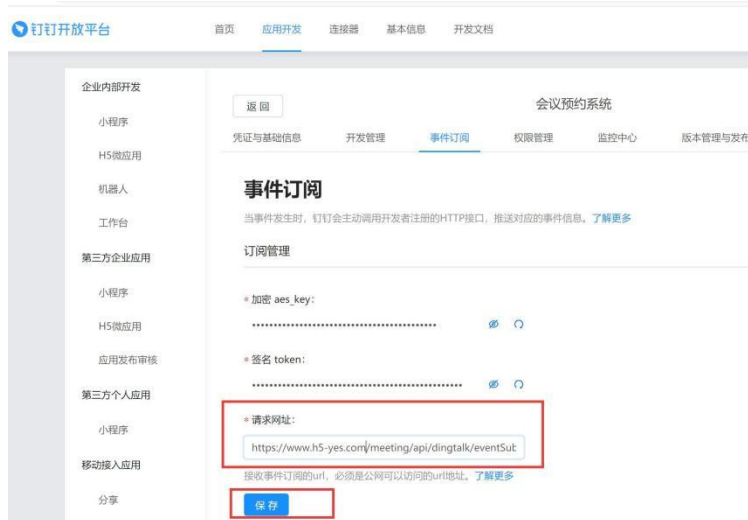 钉钉开放平台 首页 应用开发 连接器 基本信息 开发文档
企业内部开发
小程序
H5微应用
机器人
工作台
第三方企业应用
小程序
H5微应用
应用发布审核
第三方个人应用
小程序
移动接入应用
分享
返回 会议预约系统
凭证与基础信息 开发管理 事件订阅 权限管理 监控中心 版本管理与发布
事件订阅
当事件发生时,钉钉会主动调用开发者注册的HTTP接口,推送对应的事件信息。了解更多
订阅管理
* 加密 aes_key:
* 签名 token:
* 请求网址:
https://www.h5-yes.com/meeting/api/dingtalk/eventSub
接收事件订阅的url,必须是公网可以访问的url地址。了解更多
保存